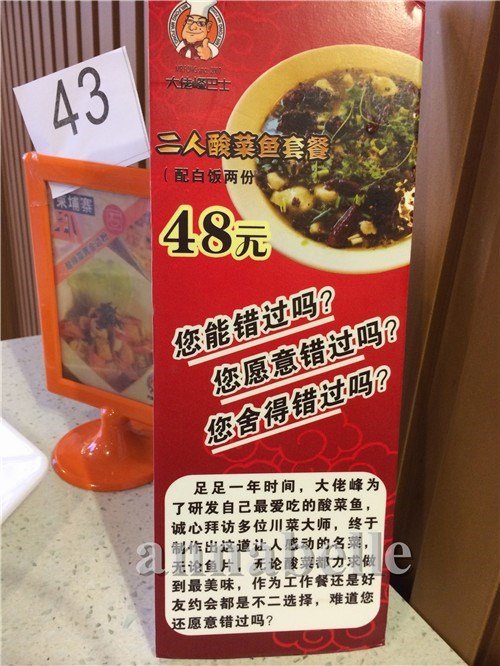 43
柬埔寨
大佬峰巴士
二人酸菜鱼套餐
(配白饭两份
48元
您能错过吗?
您愿意错过吗?
您舍得错过吗?
足足一年时间，大佬峰为
了研发自己最爱吃的酸菜鱼，
诚心拜访多位川菜大师，终于
制作出这道让人感动的名菜，
无论鱼片，无论酸菜都力求做
到最美味，作为工作餐还是好
友约会都是不二选择，难道您
还愿意错过吗?